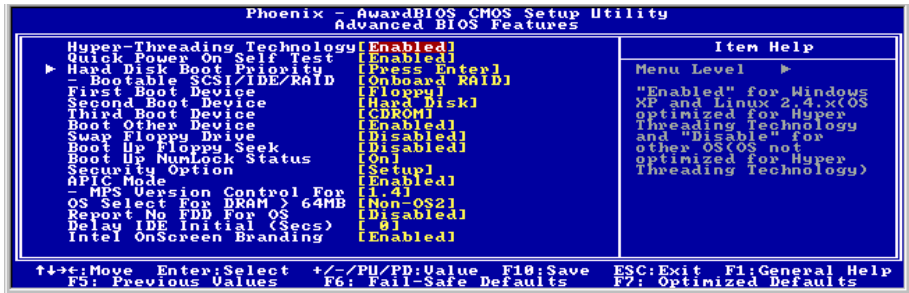 Phoenix - AwardBIOS CMOS Setup Utility
Advanced BIOS Features
Hyper-Threading Technology[Enabled]
Quick Power On Self Test [Enabled]
► Hard Disk Boot Priority [Press Enter]
- Bootable SCSI/IDE/RAID [Onboard RAID]
First Boot Device [Floppy]
Second Boot Device [Hard Disk]
Third Boot Device [CDROM]
Boot Other Device [Enabled]
Swap Floppy Drive [Disabled]
Boot Up Floppy Seek [Disabled]
Boot Up NumLock Status [On]
Security Option [Setup]
APIC Mode [Enabled]
- MPS Version Control For [1.4]
OS Select For DRAM > 64MB [Non-OS2]
Report No FDD For OS [Disabled]
Delay IDE Initial (Secs) [ 0]
Intel OnScreen Branding [Enabled]
Item Help
Menu Level ►
"Enabled" for Windows
XP and Linux 2.4.x(OS
optimized for Hyper
Threading Technology
and "Disable" for
other OS(OS not
optimized for Hyper
Threading Technology)
↑↓→←:Move Enter:Select +/-/PU/PD:Value F10:Save ESC:Exit F1:General Help
F5: Previous Values F6: Fail-Safe Defaults F7: Optimized Defaults